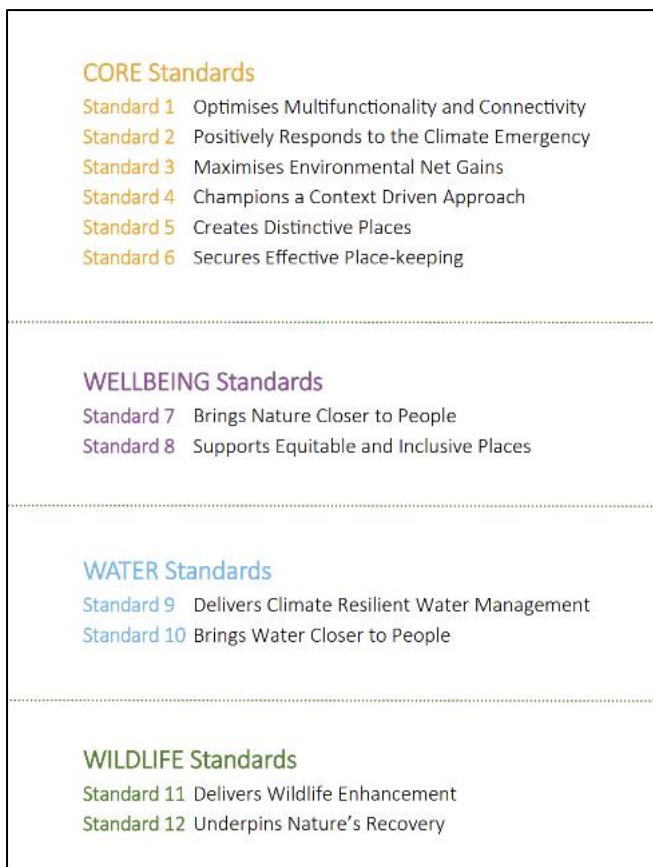 CORE Standards
Standard 1 Optimises Multifunctionality and Connectivity
Standard 2 Positively Responds to the Climate Emergency
Standard 3 Maximises Environmental Net Gains
Standard 4 Champions a Context Driven Approach
Standard 5 Creates Distinctive Places
Standard 6 Secures Effective Place-keeping
WELLBEING Standards
Standard 7 Brings Nature Closer to People
Standard 8 Supports Equitable and Inclusive Places
WATER Standards
Standard 9 Delivers Climate Resilient Water Management
Standard 10 Brings Water Closer to People
WILDLIFE Standards
Standard 11 Delivers Wildlife Enhancement
Standard 12 Underpins Nature's Recovery